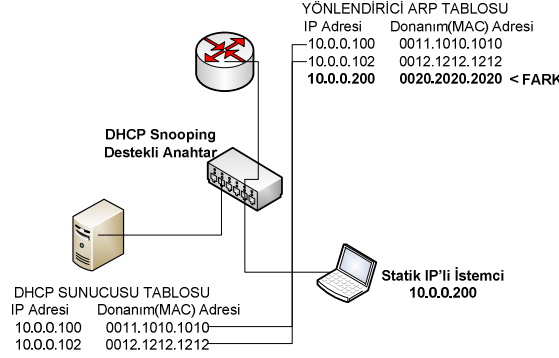 YÖNLENDİRİCİ ARP TABLOSU
IP Adresi Donanım(MAC) Adresi
10.0.0.100 0011.1010.1010
10.0.0.102 0012.1212.1212
10.0.0.200 0020.2020.2020 < FARK
DHCP Snooping
Destekli Anahtar
Statik IP'li İstemci
10.0.0.200
DHCP SUNUCUSU TABLOSU
IP Adresi Donanım(MAC) Adresi
10.0.0.100 0011.1010.1010
10.0.0.102 0012.1212.1212